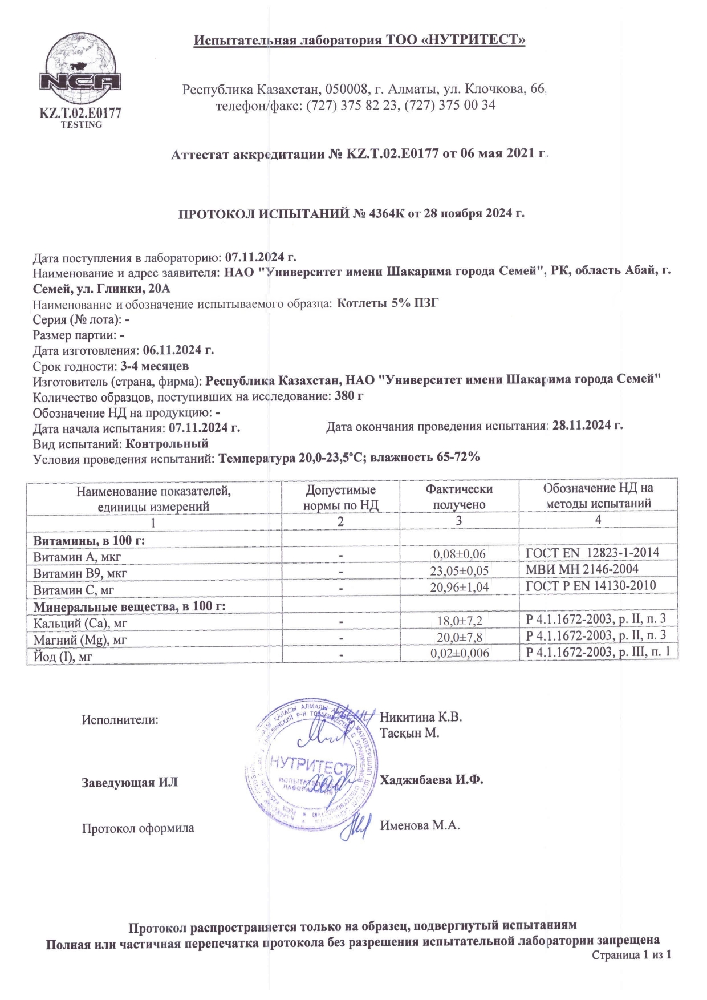 Испытательная лаборатория ТОО «НУТРИТЕСТ»
NCA
KZ.T.02.E0177
TESTING
Республика Казахстан, 050008, г. Алматы, ул. Клочкова, 66.
телефон/факс: (727) 375 82 23, (727) 375 00 34
Аттестат аккредитации № KZ.T.02.E0177 от 06 мая 2021 г.
ПРОТОКОЛ ИСПЫТАНИЙ № 4364К от 28 ноября 2024 г.
Дата поступления в лабораторию: 07.11.2024 г.
Наименование и адрес заявителя: НАО "Университет имени Шакарима города Семей", РК, область Абай, г.
Семей, ул. Глинки, 20А
Наименование и обозначение испытываемого образца: Котлеты 5% ПЗГ
Серия (№ лота): -
Размер партии: -
Дата изготовления: 06.11.2024 г.
Срок годности: 3-4 месяцев
Изготовитель (страна, фирма): Республика Казахстан, НАО "Университет имени Шакарима города Семей"
Количество образцов, поступивших на исследование: 380 г
Обозначение НД на продукцию: -
Дата начала испытания: 07.11.2024 г. Дата окончания проведения испытания: 28.11.2024 г.
Вид испытаний: Контрольный
Условия проведения испытаний: Температура 20,0-23,5ºС; влажность 65-72%
Наименование показателей, Допустимые Фактически Обозначение НД на
единицы измерений нормы по НД получено методы испытаний
1 2 3 4
Витамины, в 100 г:
Витамин А, мкг - 0,08±0,06 ГОСТ EN 12823-1-2014
Витамин В9, мкг - 23,05±0,05 МВИ МН 2146-2004
Витамин С, мг - 20,96±1,04 ГОСТ Р EN 14130-2010
Минеральные вещества, в 100 г:
Кальций (Са), мг - 18,0±7,2 Р 4.1.1672-2003, р. II, п. 3
Магний (Mg), мг - 20,0±7,8 Р 4.1.1672-2003, р. II, п. 3
Йод (I), мг - 0,02±0,006 Р 4.1.1672-2003, р. III, п. 1
Исполнители: Никитина К.В.
Тасқын М.
НУТРИТЕСТ
ИСПЫТАТЕЛЬНАЯ
ЛАБОРАТОРИЯ
Заведующая ИЛ Хаджибаева И.Ф.
Протокол оформила Именова М.А.
Протокол распространяется только на образец, подвергнутый испытаниям
Полная или частичная перепечатка протокола без разрешения испытательной лаборатории запрещена
Страница 1 из 1